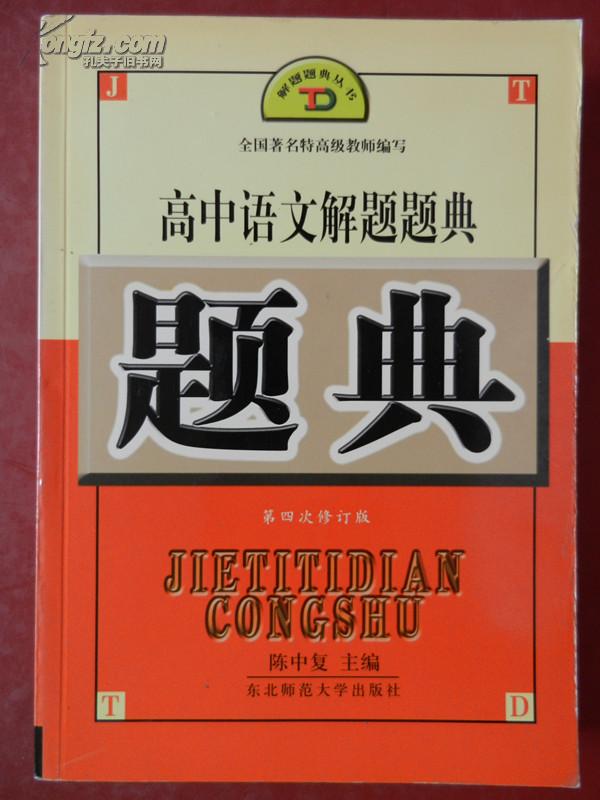 Kongfz.com
孔夫子旧书网
解题题典丛书
TD
J
T
全国著名特高级教师编写
高中语文解题题典
题典
第四次修订版
JIETITIDIAN
CONGSHU
陈中复 主编
东北师范大学出版社
T
D